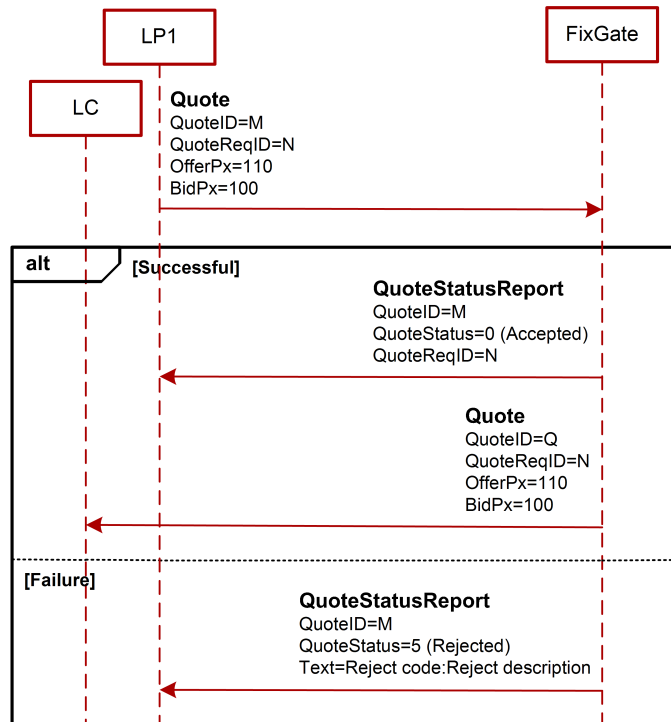 LP1
FixGate
LC
Quote
QuoteID=M
QuoteReqID=N
OfferPx=110
BidPx=100
alt
[Successful]
QuoteStatusReport
QuoteID=M
QuoteStatus=0 (Accepted)
QuoteReqID=N
Quote
QuoteID=Q
QuoteReqID=N
OfferPx=110
BidPx=100
[Failure]
QuoteStatusReport
QuoteID=M
QuoteStatus=5 (Rejected)
Text=Reject code:Reject description